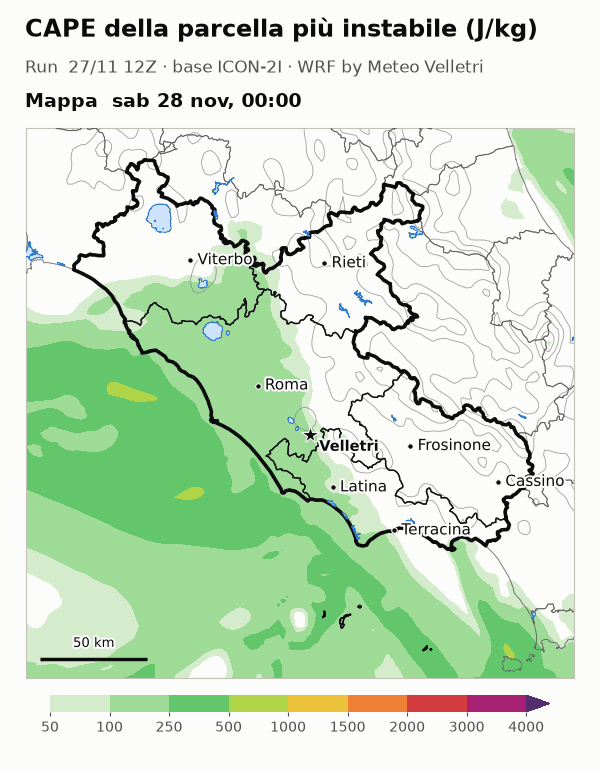 CAPE della parcella più instabile (J/kg)
Run 27/11 12Z · base ICON-2I · WRF by Meteo Velletri
Mappa sab 28 nov, 00:00
Viterbo
Rieti
Roma
Velletri
Frosinone
Cassino
Latina
Terracina
50 km
50 100 250 500 1000 1500 2000 3000 4000